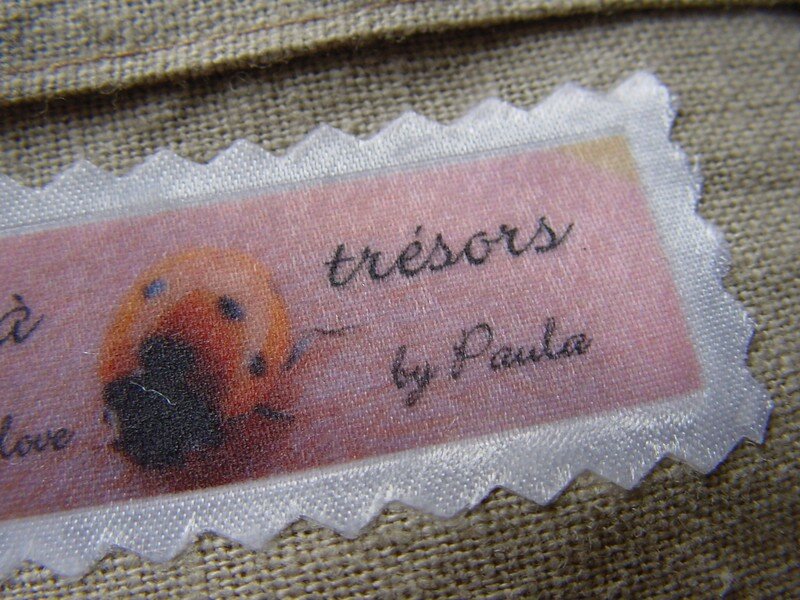 à
trésors
love
by Paula